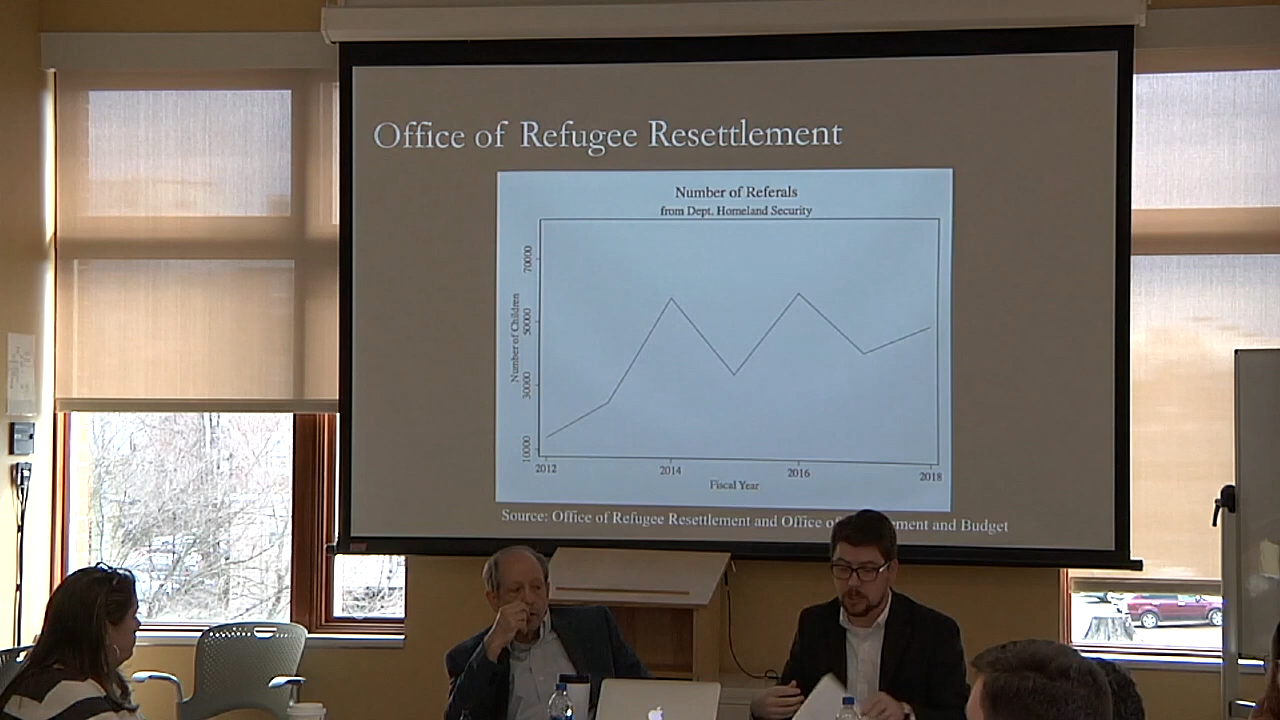 Office of Refugee Resettlement
Number of Referals
from Dept. Homeland Security
Number of Children
70000
50000
30000
10000
2012
2014
2016
2018
Fiscal Year
Source: Office of Refugee Resettlement and Office of ment and Budget